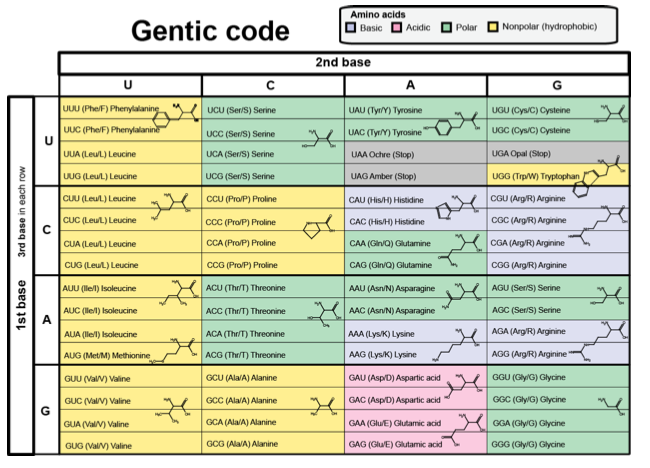 Gentic code
Amino acids
Basic Acidic Polar Nonpolar (hydrophobic)
2nd base
U C A G
1st base
3rd base in each row
U
UUU (Phe/F) Phenylalanine UCU (Ser/S) Serine UAU (Tyr/Y) Tyrosine UGU (Cys/C) Cysteine
UUC (Phe/F) Phenylalanine UCC (Ser/S) Serine UAC (Tyr/Y) Tyrosine UGC (Cys/C) Cysteine
UUA (Leu/L) Leucine UCA (Ser/S) Serine UAA Ochre (Stop) UGA Opal (Stop)
UUG (Leu/L) Leucine UCG (Ser/S) Serine UAG Amber (Stop) UGG (Trp/W) Tryptophan
C
CUU (Leu/L) Leucine CCU (Pro/P) Proline CAU (His/H) Histidine CGU (Arg/R) Arginine
CUC (Leu/L) Leucine CCC (Pro/P) Proline CAC (His/H) Histidine CGC (Arg/R) Arginine
CUA (Leu/L) Leucine CCA (Pro/P) Proline CAA (Gln/Q) Glutamine CGA (Arg/R) Arginine
CUG (Leu/L) Leucine CCG (Pro/P) Proline CAG (Gln/Q) Glutamine CGG (Arg/R) Arginine
A
AUU (Ile/I) Isoleucine ACU (Thr/T) Threonine AAU (Asn/N) Asparagine AGU (Ser/S) Serine
AUC (Ile/I) Isoleucine ACC (Thr/T) Threonine AAC (Asn/N) Asparagine AGC (Ser/S) Serine
AUA (Ile/I) Isoleucine ACA (Thr/T) Threonine AAA (Lys/K) Lysine AGA (Arg/R) Arginine
AUG (Met/M) Methionine ACG (Thr/T) Threonine AAG (Lys/K) Lysine AGG (Arg/R) Arginine
G
GUU (Val/V) Valine GCU (Ala/A) Alanine GAU (Asp/D) Aspartic acid GGU (Gly/G) Glycine
GUC (Val/V) Valine GCC (Ala/A) Alanine GAC (Asp/D) Aspartic acid GGC (Gly/G) Glycine
GUA (Val/V) Valine GCA (Ala/A) Alanine GAA (Glu/E) Glutamic acid GGA (Gly/G) Glycine
GUG (Val/V) Valine GCG (Ala/A) Alanine GAG (Glu/E) Glutamic acid GGG (Gly/G) Glycine